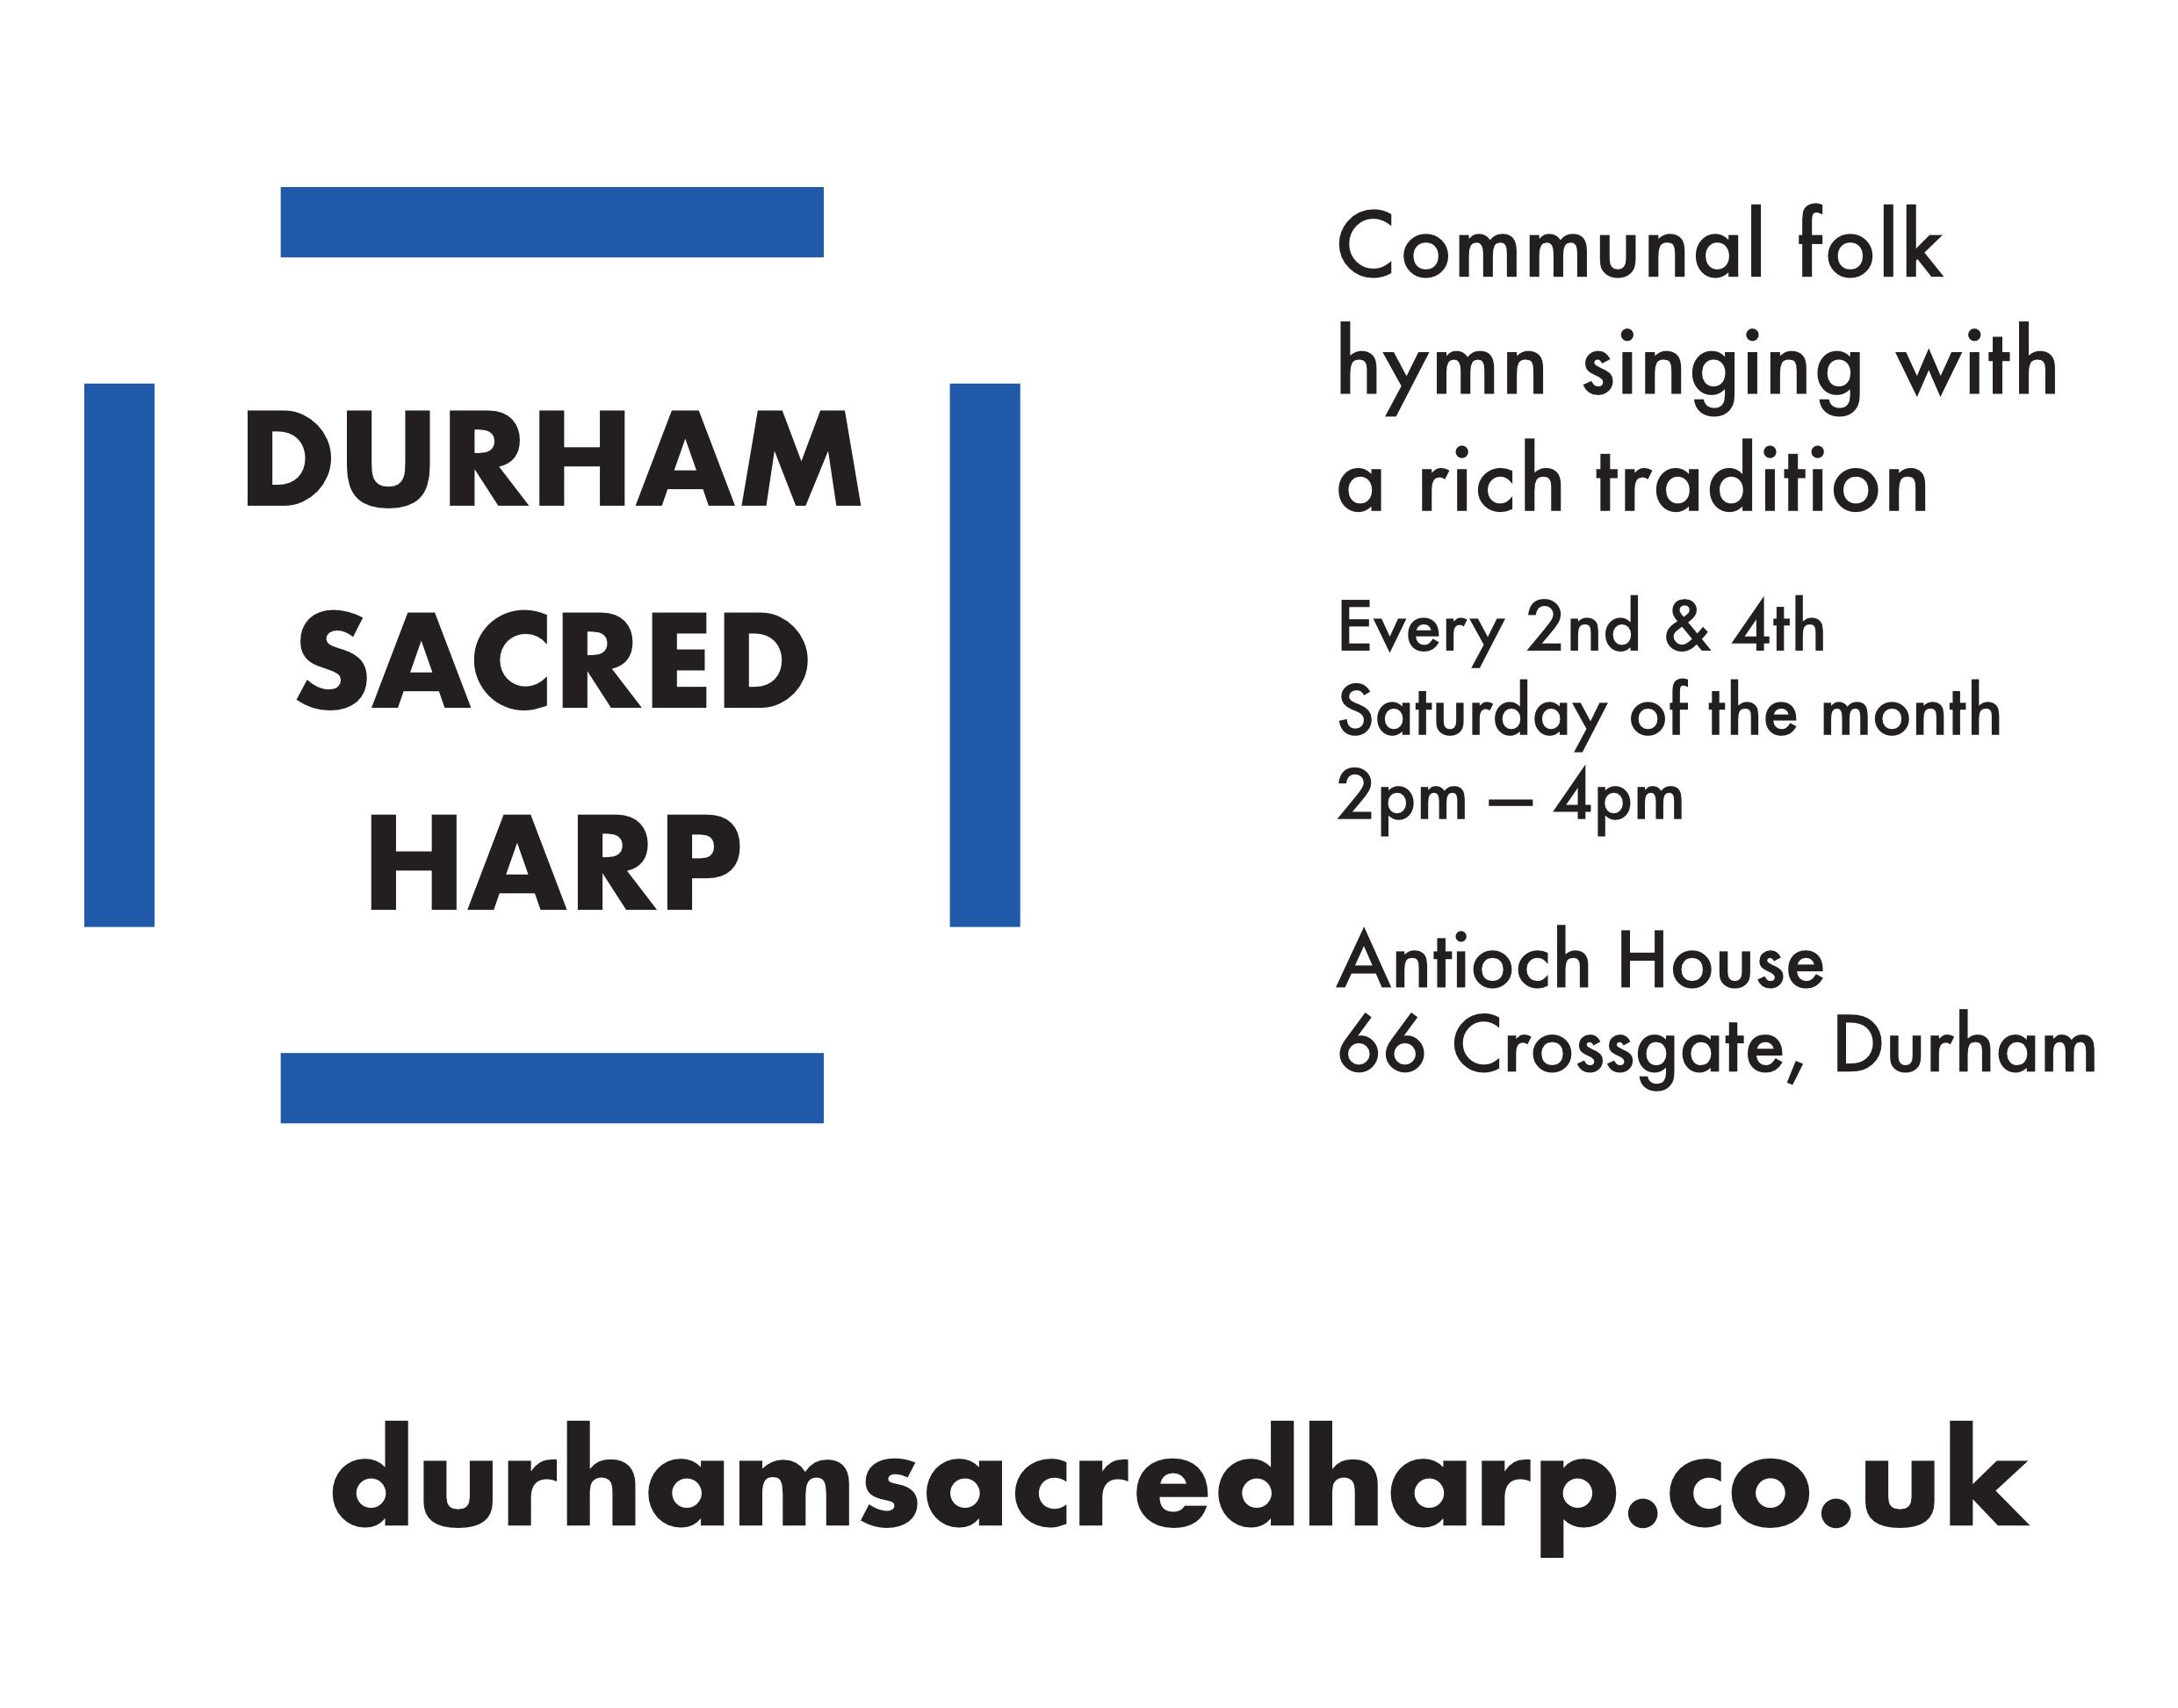 DURHAM
SACRED
HARP
Communal folk
hymn singing with
a rich tradition
Every 2nd & 4th
Saturday of the month
2pm — 4pm
Antioch House
66 Crossgate, Durham
durhamsacredharp.co.uk